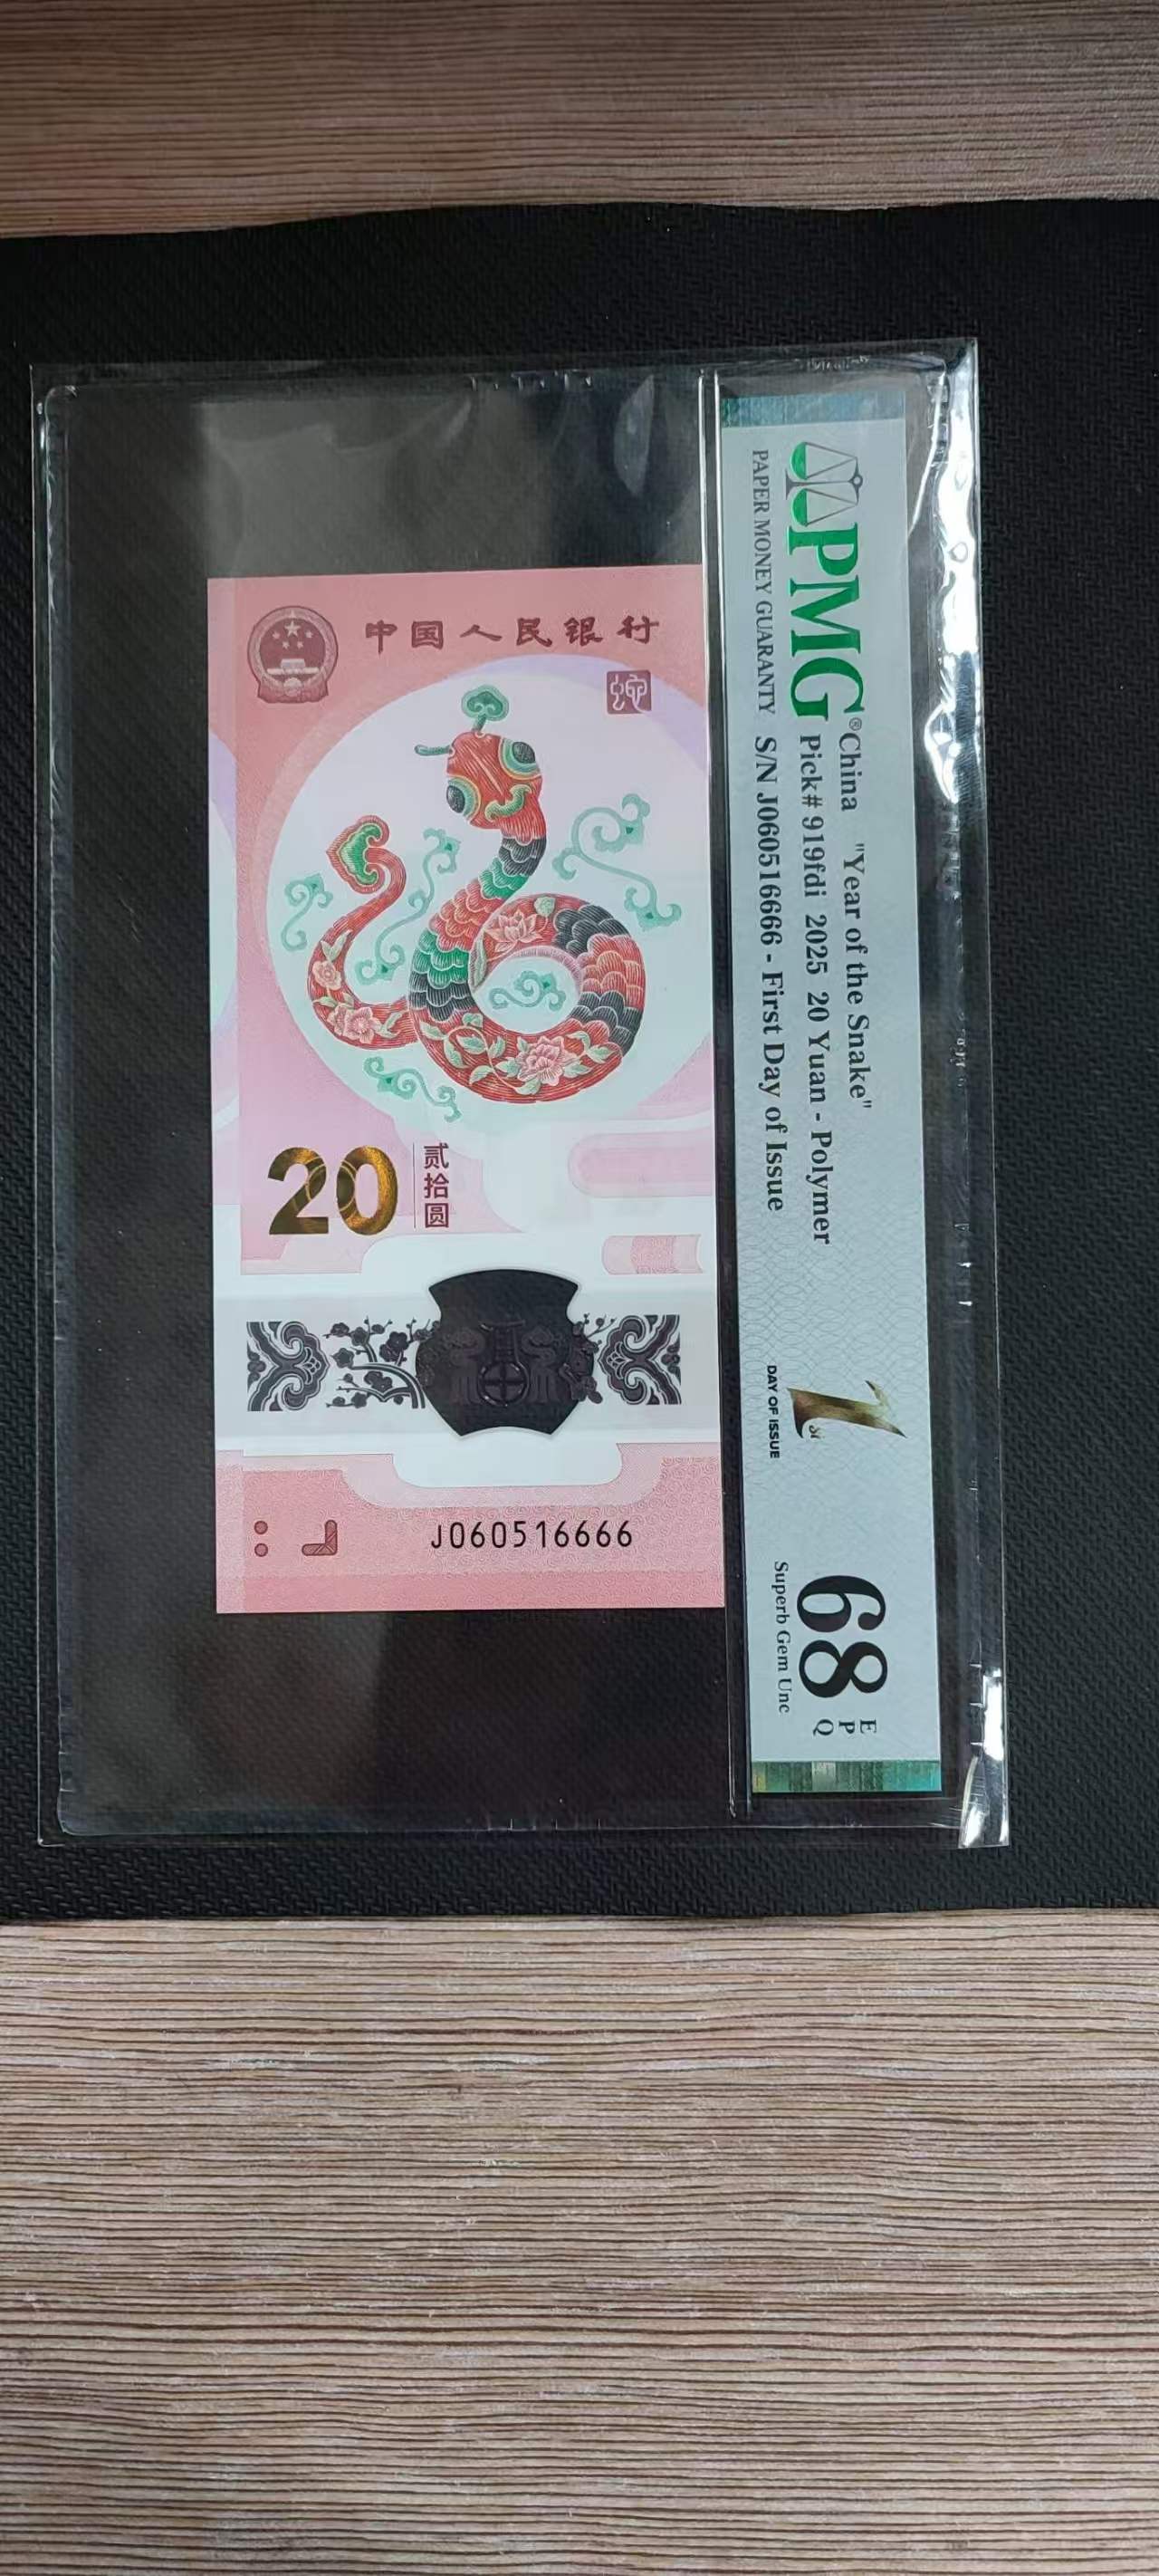 中国人民银行
蛇
20
贰拾圆
J060516666
PMG®
PAPER MONEY GUARANTY
China "Year of the Snake"
Pick# 919fdi 2025 20 Yuan - Polymer
S/N J060516666 - First Day of Issue
1st
DAY OF ISSUE
68 EPQ
Superb Gem Unc